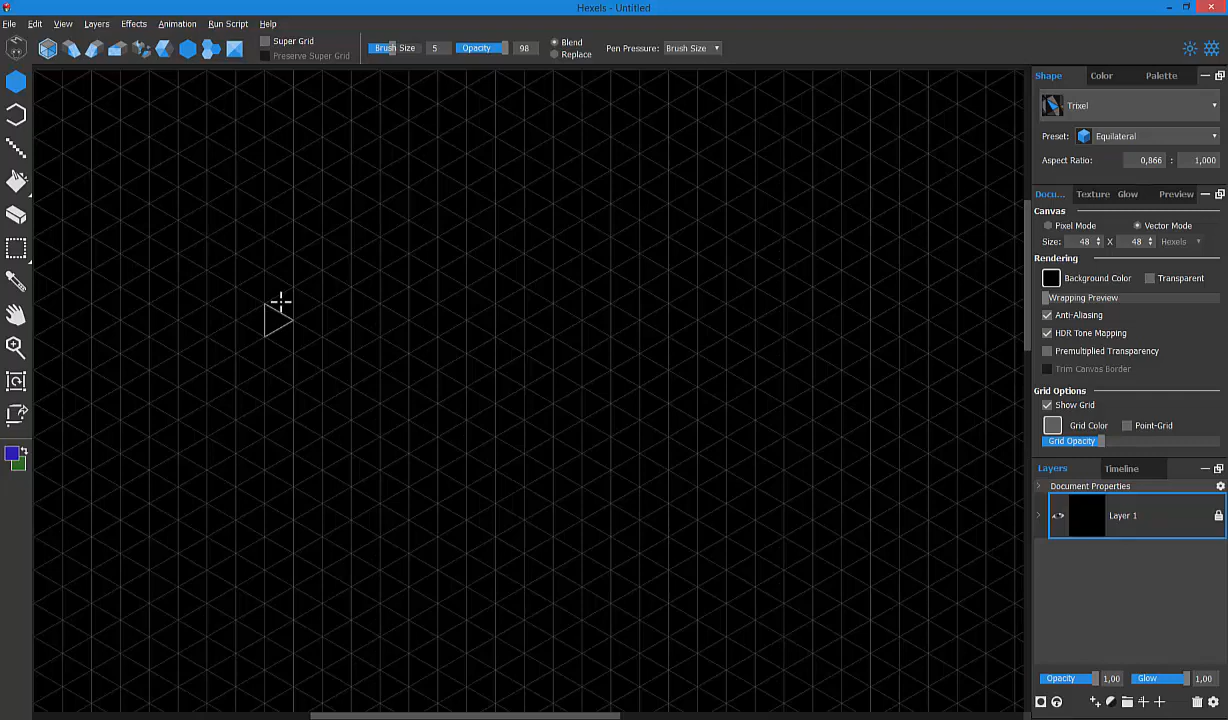 Hexels - Untitled
File Edit View Layers Effects Animation Run Script Help
Super Grid
Preserve Super Grid
Brush Size 5 Opacity 98
Blend
Replace
Pen Pressure: Brush Size
Shape Color Palette
Trixel
Preset: Equilateral
Aspect Ratio: 0,866 : 1,000
Docu... Texture Glow Preview
Canvas
Pixel Mode Vector Mode
Size: 48 X 48 Hexels
Rendering
Background Color Transparent
Wrapping Preview
Anti-Aliasing
HDR Tone Mapping
Premultiplied Transparency
Trim Canvas Border
Grid Options
Show Grid
Grid Color Point-Grid
Grid Opacity
Layers Timeline
Document Properties
Layer 1
Opacity 1,00 Glow 1,00